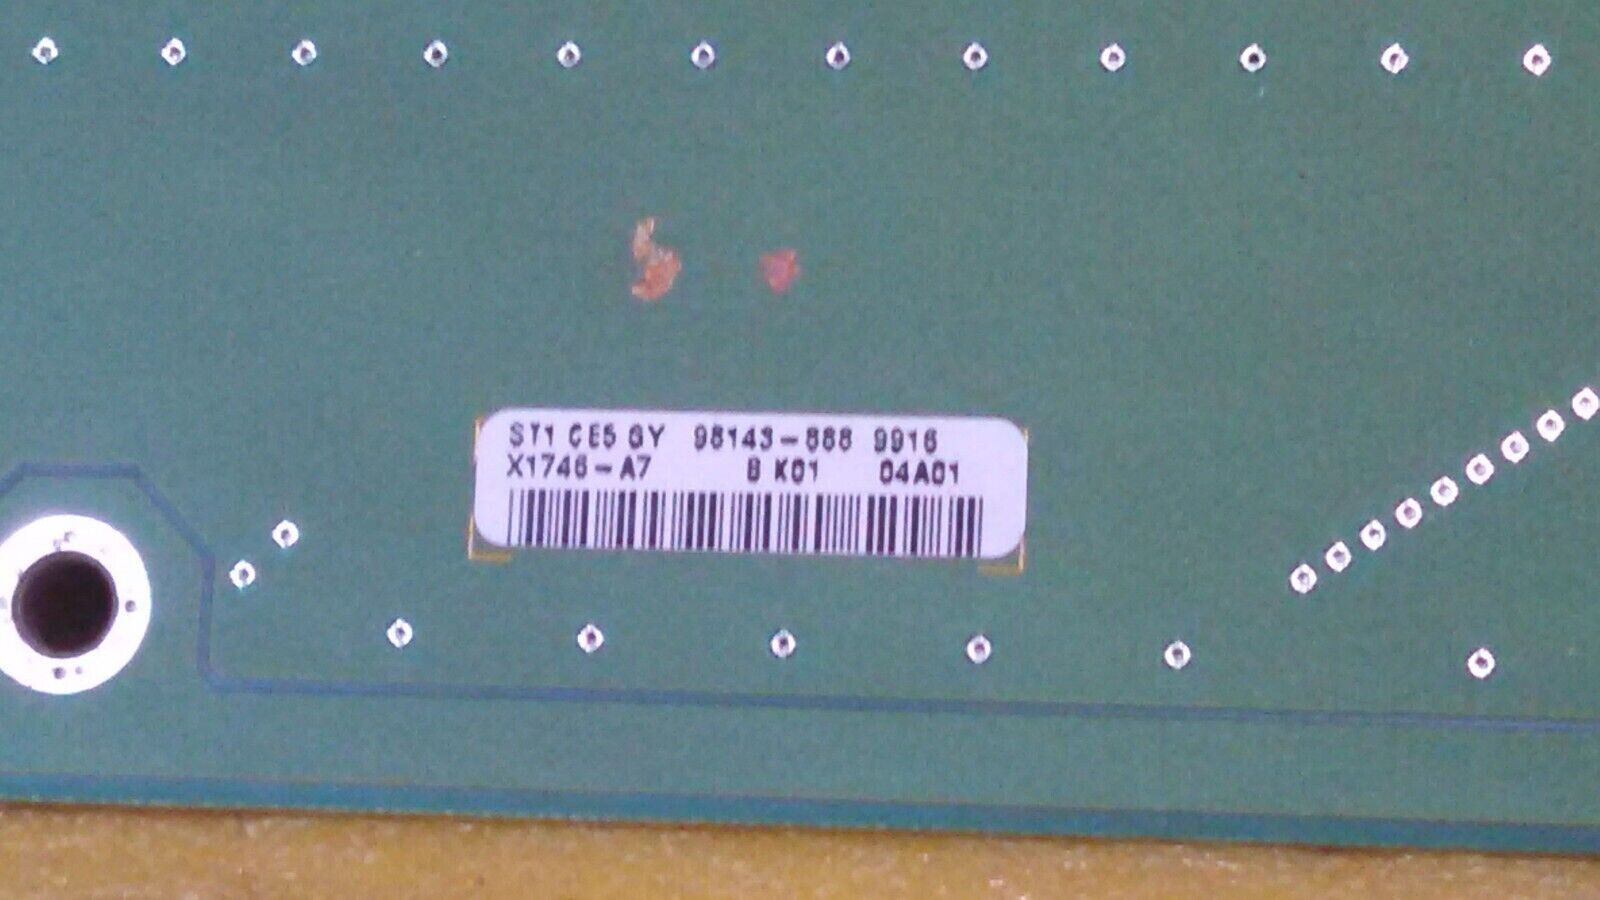 ST1 CE5 GY 98143-888 9916
X1746-A7 B K01 04A01